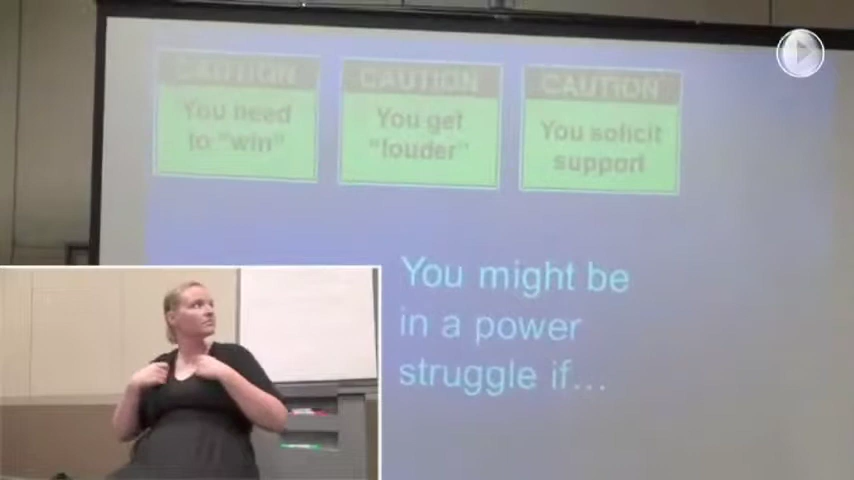 CAUTION
You need
to "win"
CAUTION
You get
"louder"
CAUTION
You solicit
support
You might be
in a power
struggle if...